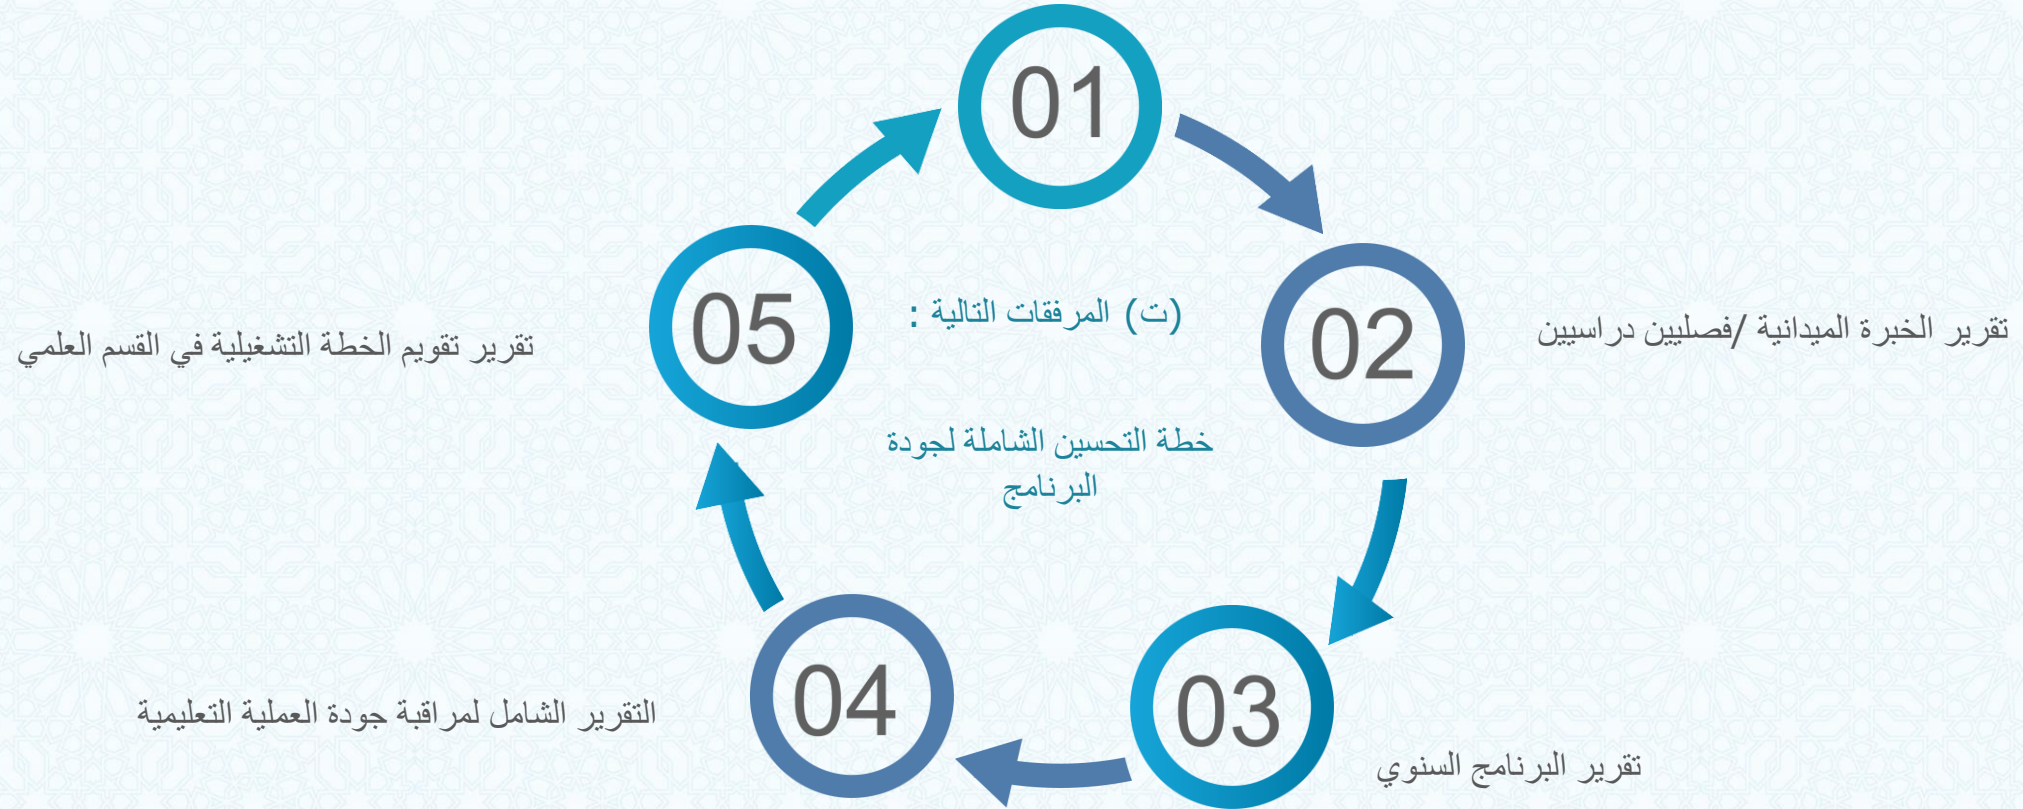 01
(ت) المرفقات التالية :
خطة التحسين الشاملة لجودة
البرنامج
02
تقرير الخبرة الميدانية /فصليين دراسيين
03
تقرير البرنامج السنوي
04
التقرير الشامل لمراقبة جودة العملية التعليمية
05
تقرير تقويم الخطة التشغيلية في القسم العلمي